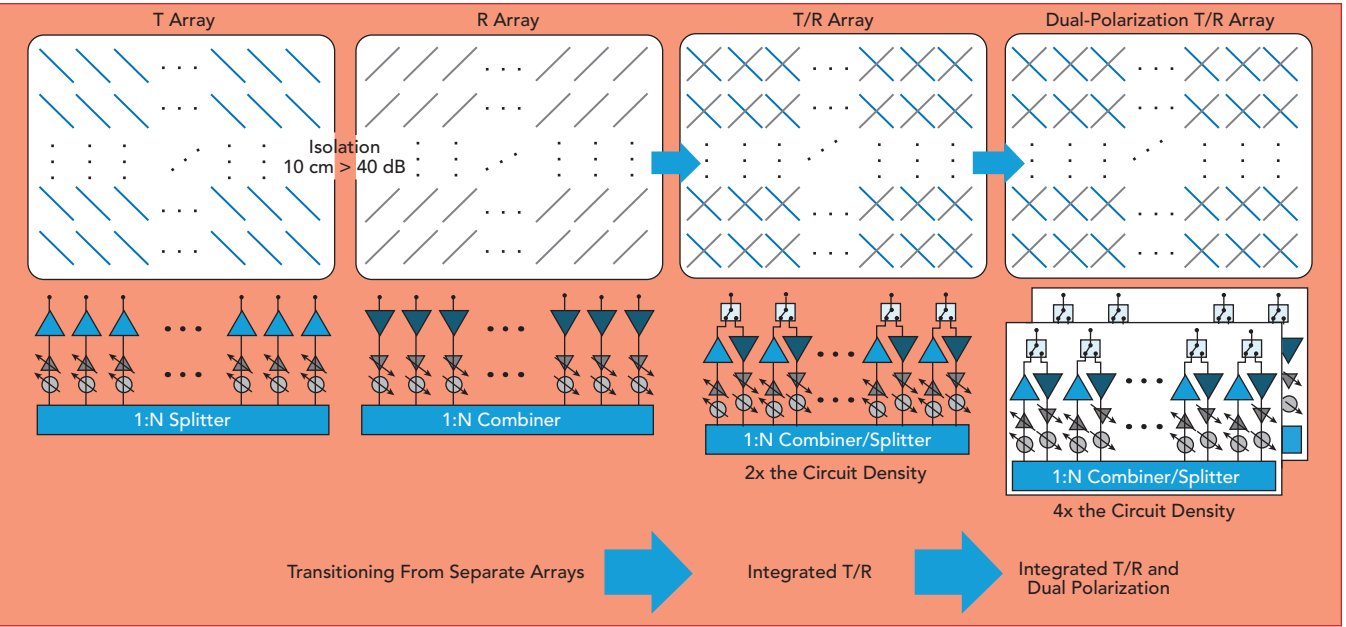 T Array
R Array
T/R Array
Dual-Polarization T/R Array
Isolation
10 cm > 40 dB
1:N Splitter
1:N Combiner
1:N Combiner/Splitter
2x the Circuit Density
1:N Combiner/Splitter
4x the Circuit Density
Transitioning From Separate Arrays
Integrated T/R
Integrated T/R and
Dual Polarization